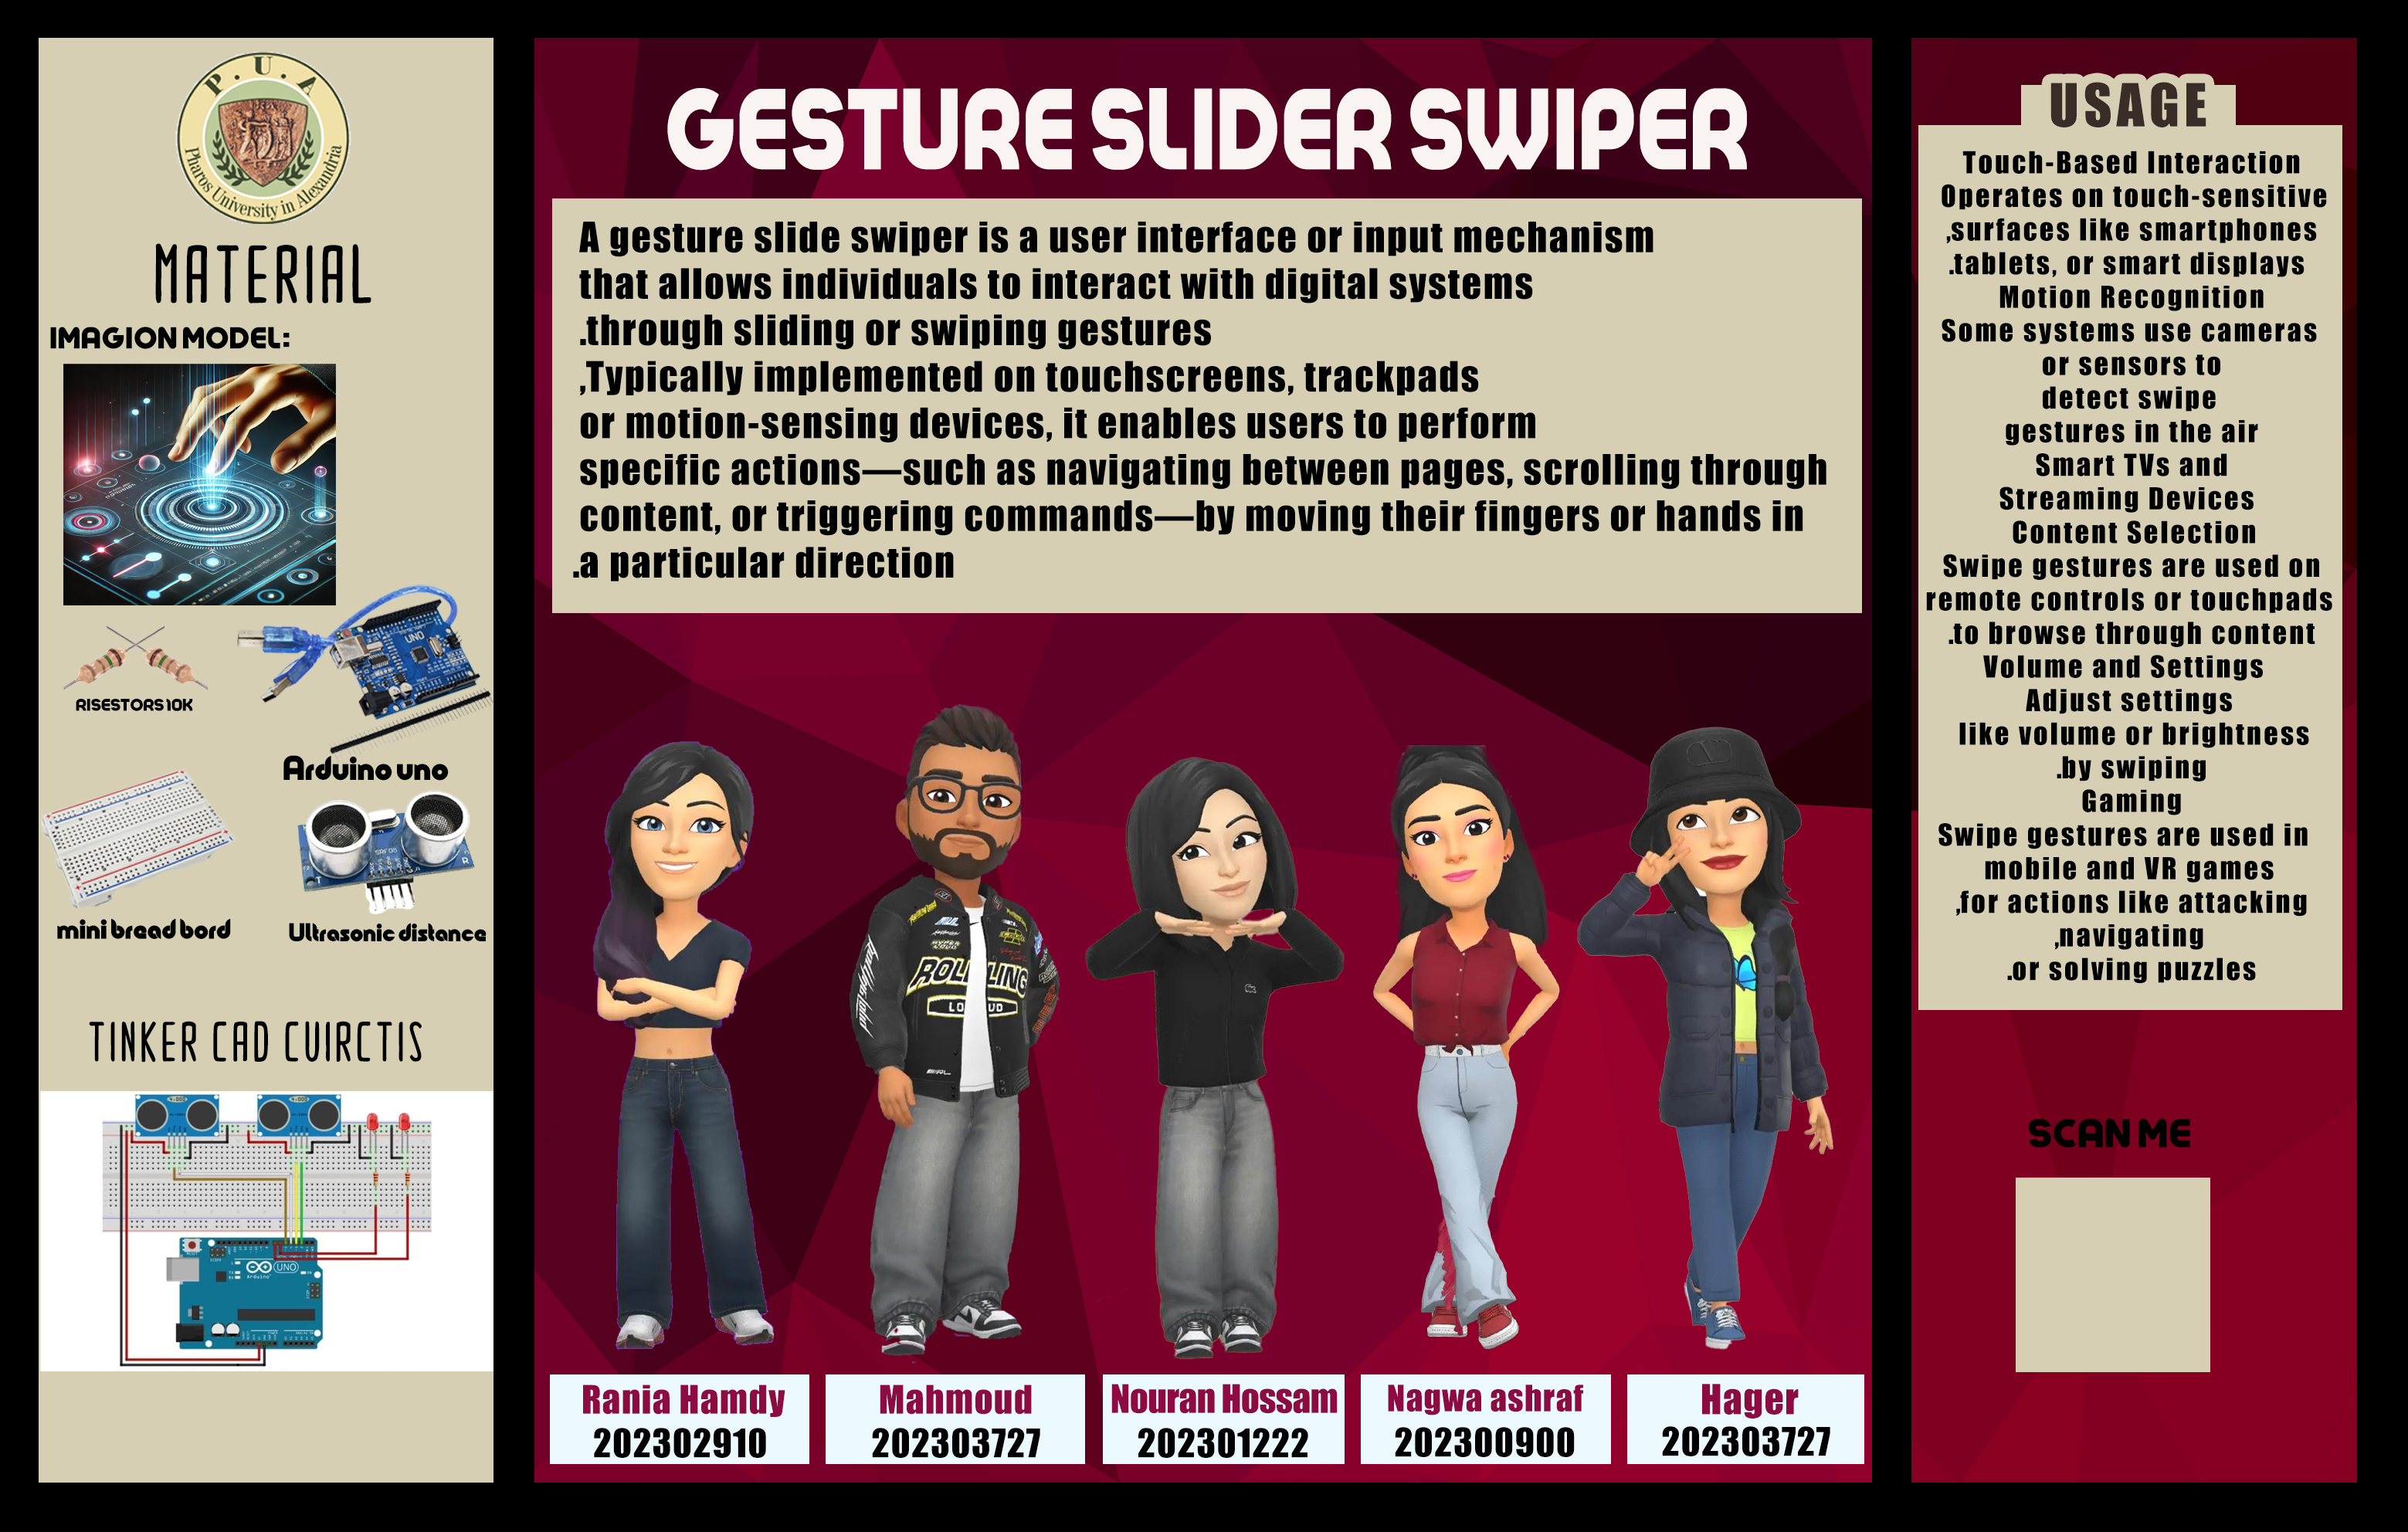 P.U.A
Pharos University in Alexandria
MATERIAL
IMAGION MODEL:
UNO
RISESTORS 10K
Arduino uno
T
R
mini bread bord
Ultrasonic distance
TINKER CAD CUIRCTIS
UNO
Arduino
GESTURE SLIDER SWIPER
A gesture slide swiper is a user interface or input mechanism
that allows individuals to interact with digital systems
.through sliding or swiping gestures
,Typically implemented on touchscreens, trackpads
or motion-sensing devices, it enables users to perform
specific actions—such as navigating between pages, scrolling through
content, or triggering commands—by moving their fingers or hands in
.a particular direction
ROLLING
LOUD
Rania Hamdy
202302910
Mahmoud
202303727
Nouran Hossam
202301222
Nagwa ashraf
202300900
Hager
202303727
USAGE
Touch-Based Interaction
Operates on touch-sensitive
,surfaces like smartphones
.tablets, or smart displays
Motion Recognition
Some systems use cameras
or sensors to
detect swipe
gestures in the air
Smart TVs and
Streaming Devices
Content Selection
Swipe gestures are used on
remote controls or touchpads
.to browse through content
Volume and Settings
Adjust settings
like volume or brightness
.by swiping
Gaming
Swipe gestures are used in
mobile and VR games
,for actions like attacking
,navigating
.or solving puzzles
SCAN ME